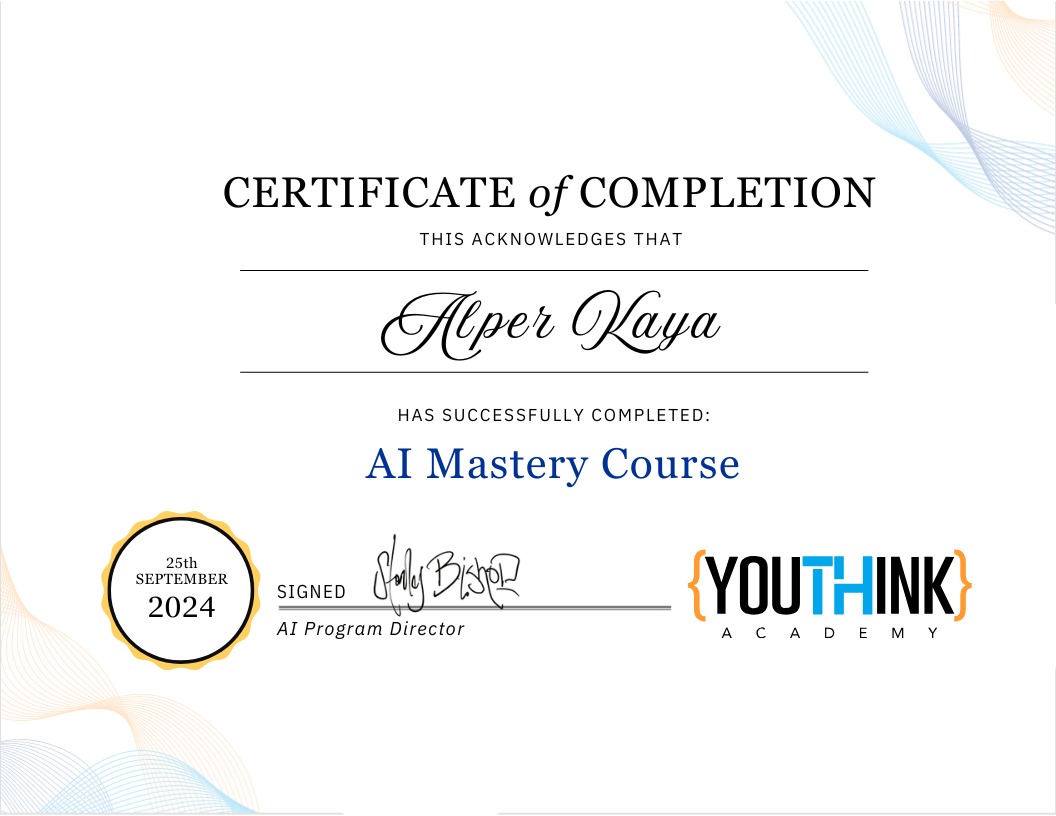 CERTIFICATE of COMPLETION
THIS ACKNOWLEDGES THAT
Alper Kaya
HAS SUCCESSFULLY COMPLETED:
AI Mastery Course
25th
SEPTEMBER
2024
SIGNED Stanley Bishop
AI Program Director
{YOUTHINK}
ACADEMY